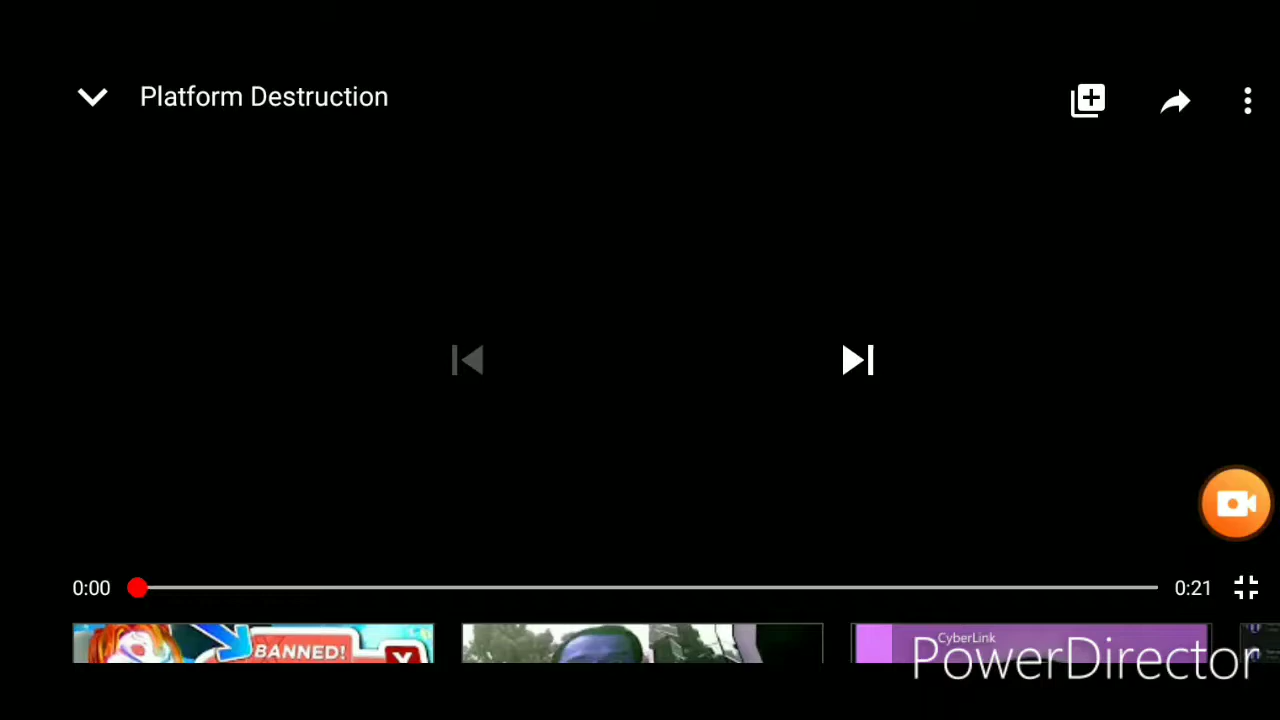 Platform Destruction
0:00
0:21
BANNED!
X
CyberLink
PowerDirector